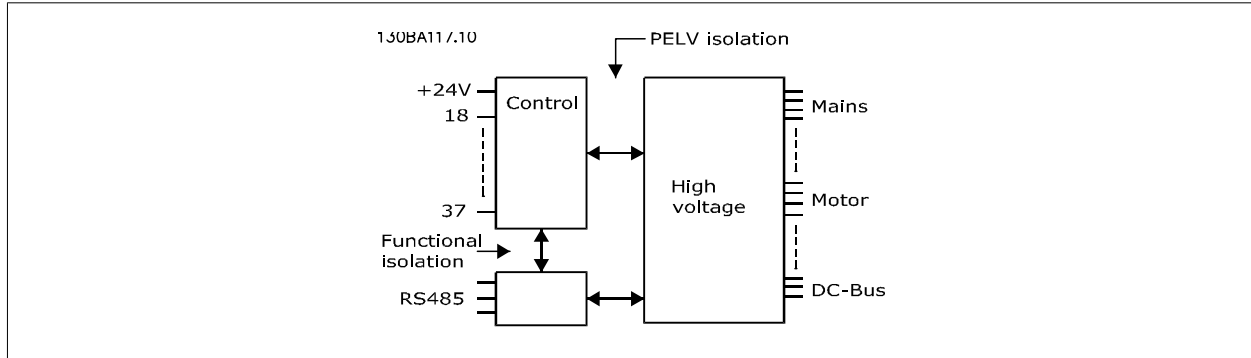 130BA117.10
PELV isolation
+24V
Control
18
Mains
37
High
voltage
Motor
Functional
isolation
RS485
DC-Bus